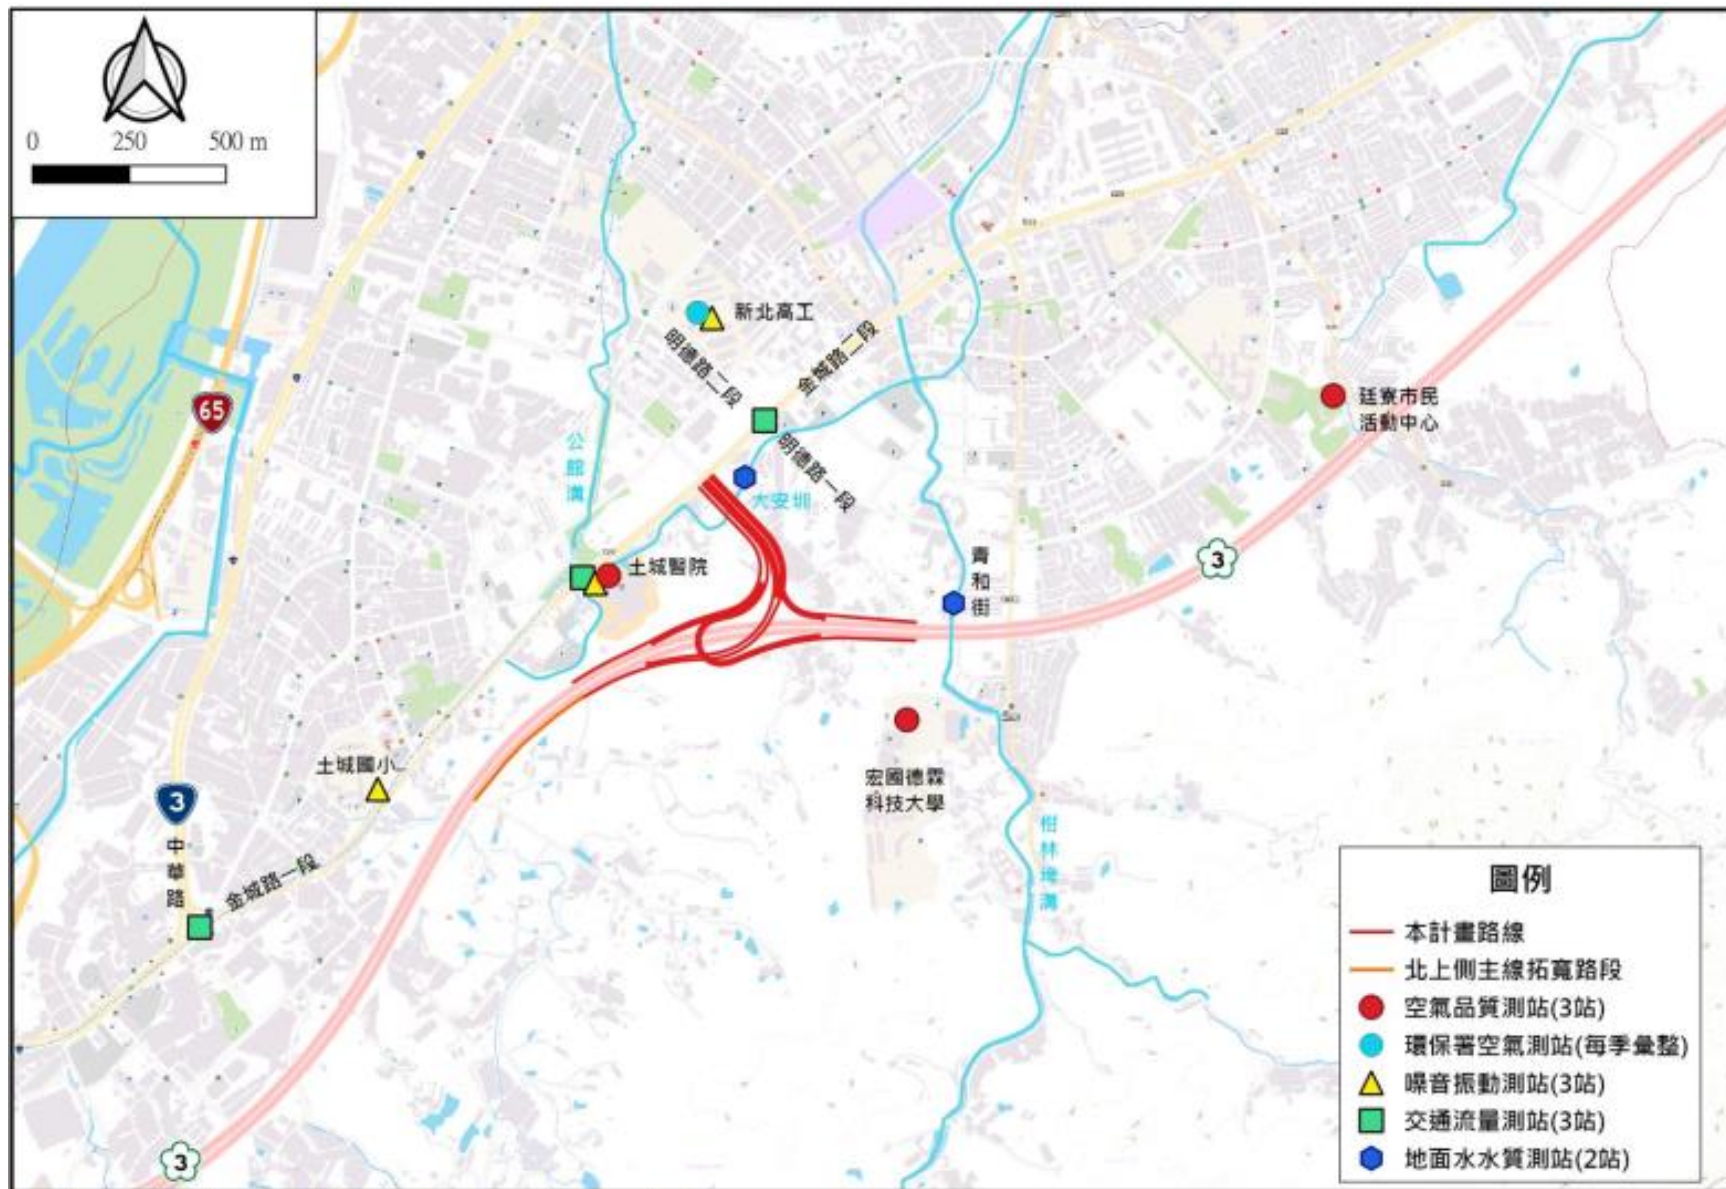 0 250 500 m
新北高工
明德路二段
金城路二段
65
廷寮市民
活動中心
公館溝
明德路一段
大安圳
土城醫院
青和街
3
土城國小
宏國德霖
科技大學
3
中華路
金城路一段
樹林埤溝
3
圖例
本計畫路線
北上側主線拓寬路段
空氣品質測站(3站)
環保署空氣測站(每季彙整)
噪音振動測站(3站)
交通流量測站(3站)
地面水水質測站(2站)